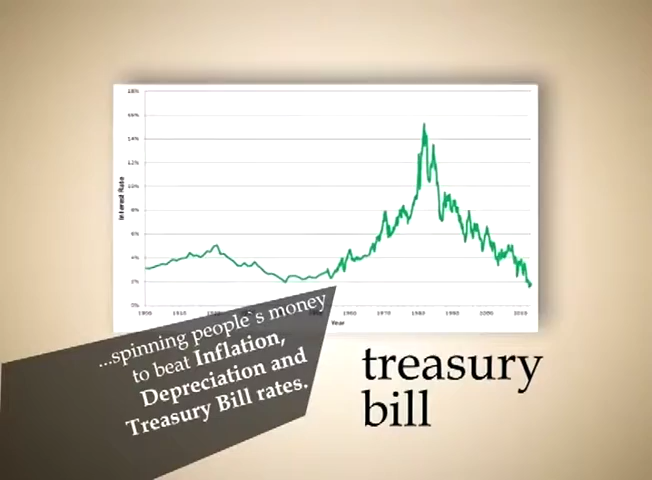 18%
16%
14%
12%
10%
8%
6%
4%
2%
0%
Interest Rate
1900 1910 1920 1970 1980 1990 2000 2010
Year
...spinning people's money
to beat Inflation,
Depreciation and
Treasury Bill rates.
treasury
bill